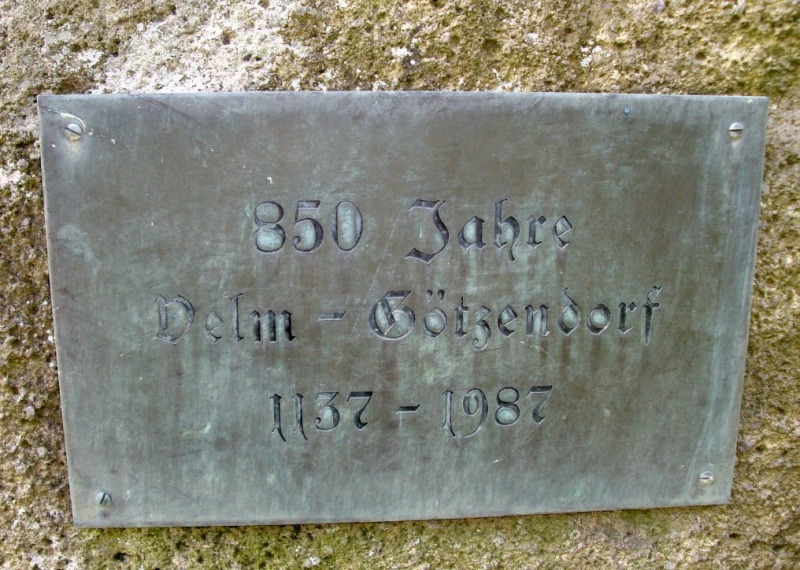 850 Jahre
Velm - Götzendorf
1137 - 1987